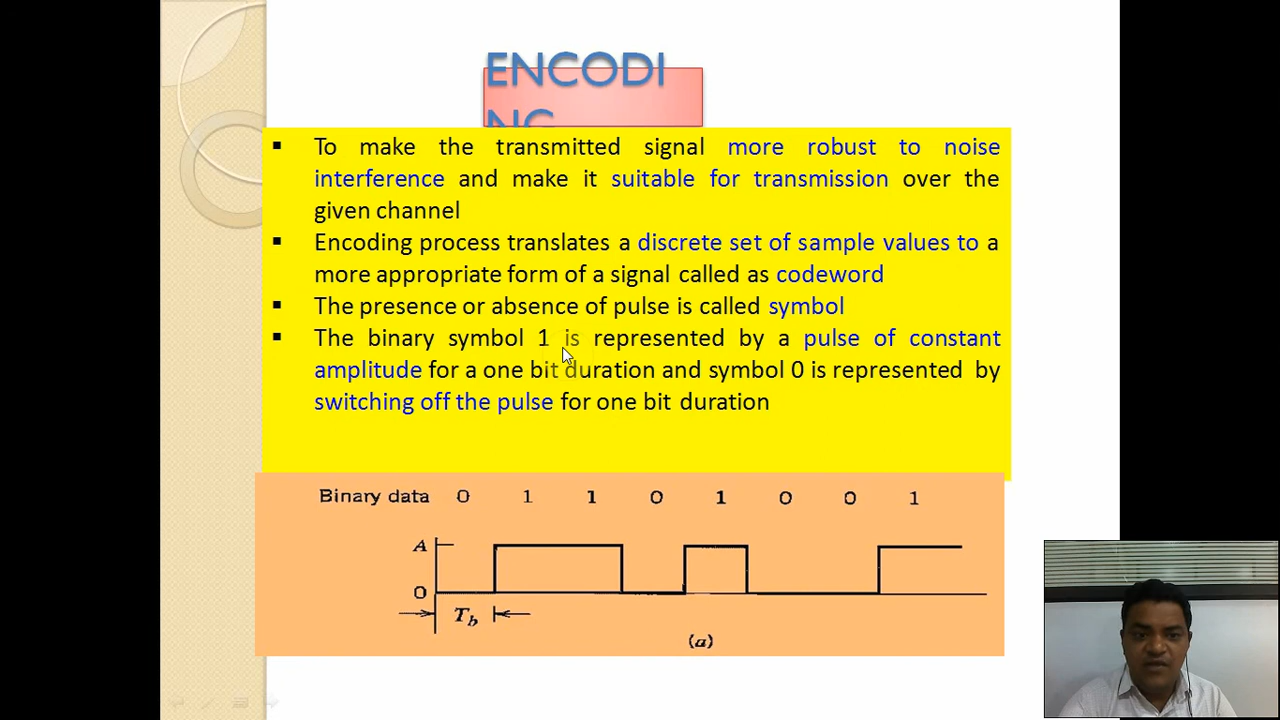 ENCODI
NG
▪ To make the transmitted signal more robust to noise
interference and make it suitable for transmission over the
given channel
▪ Encoding process translates a discrete set of sample values to a
more appropriate form of a signal called as codeword
▪ The presence or absence of pulse is called symbol
▪ The binary symbol 1 is represented by a pulse of constant
amplitude for a one bit duration and symbol 0 is represented by
switching off the pulse for one bit duration
Binary data 0 1 1 0 1 0 0 1
A
0
Tb
(a)